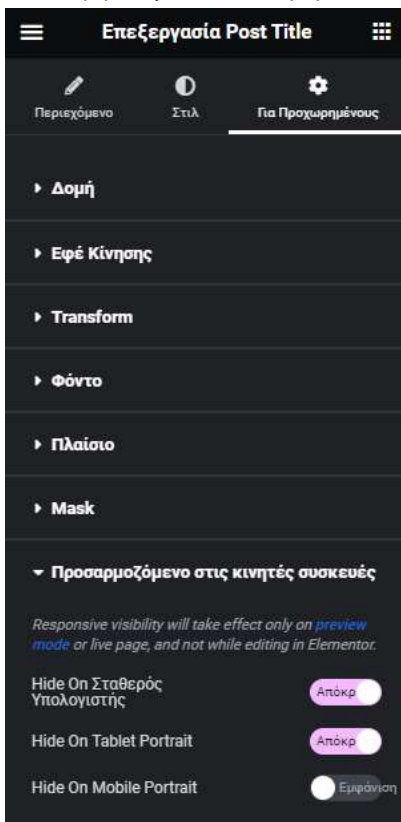 Επεξεργασία Post Title
Περιεχόμενο Στιλ Για Προχωρημένους
Δομή
Εφέ Κίνησης
Transform
Φόντο
Πλαίσιο
Mask
Προσαρμοζόμενο στις κινητές συσκευές
Responsive visibility will take effect only on preview
mode or live page, and not while editing in Elementor.
Hide On Σταθερός
Υπολογιστής
Απόκρ
Hide On Tablet Portrait Απόκρ
Hide On Mobile Portrait Εμφάνιση